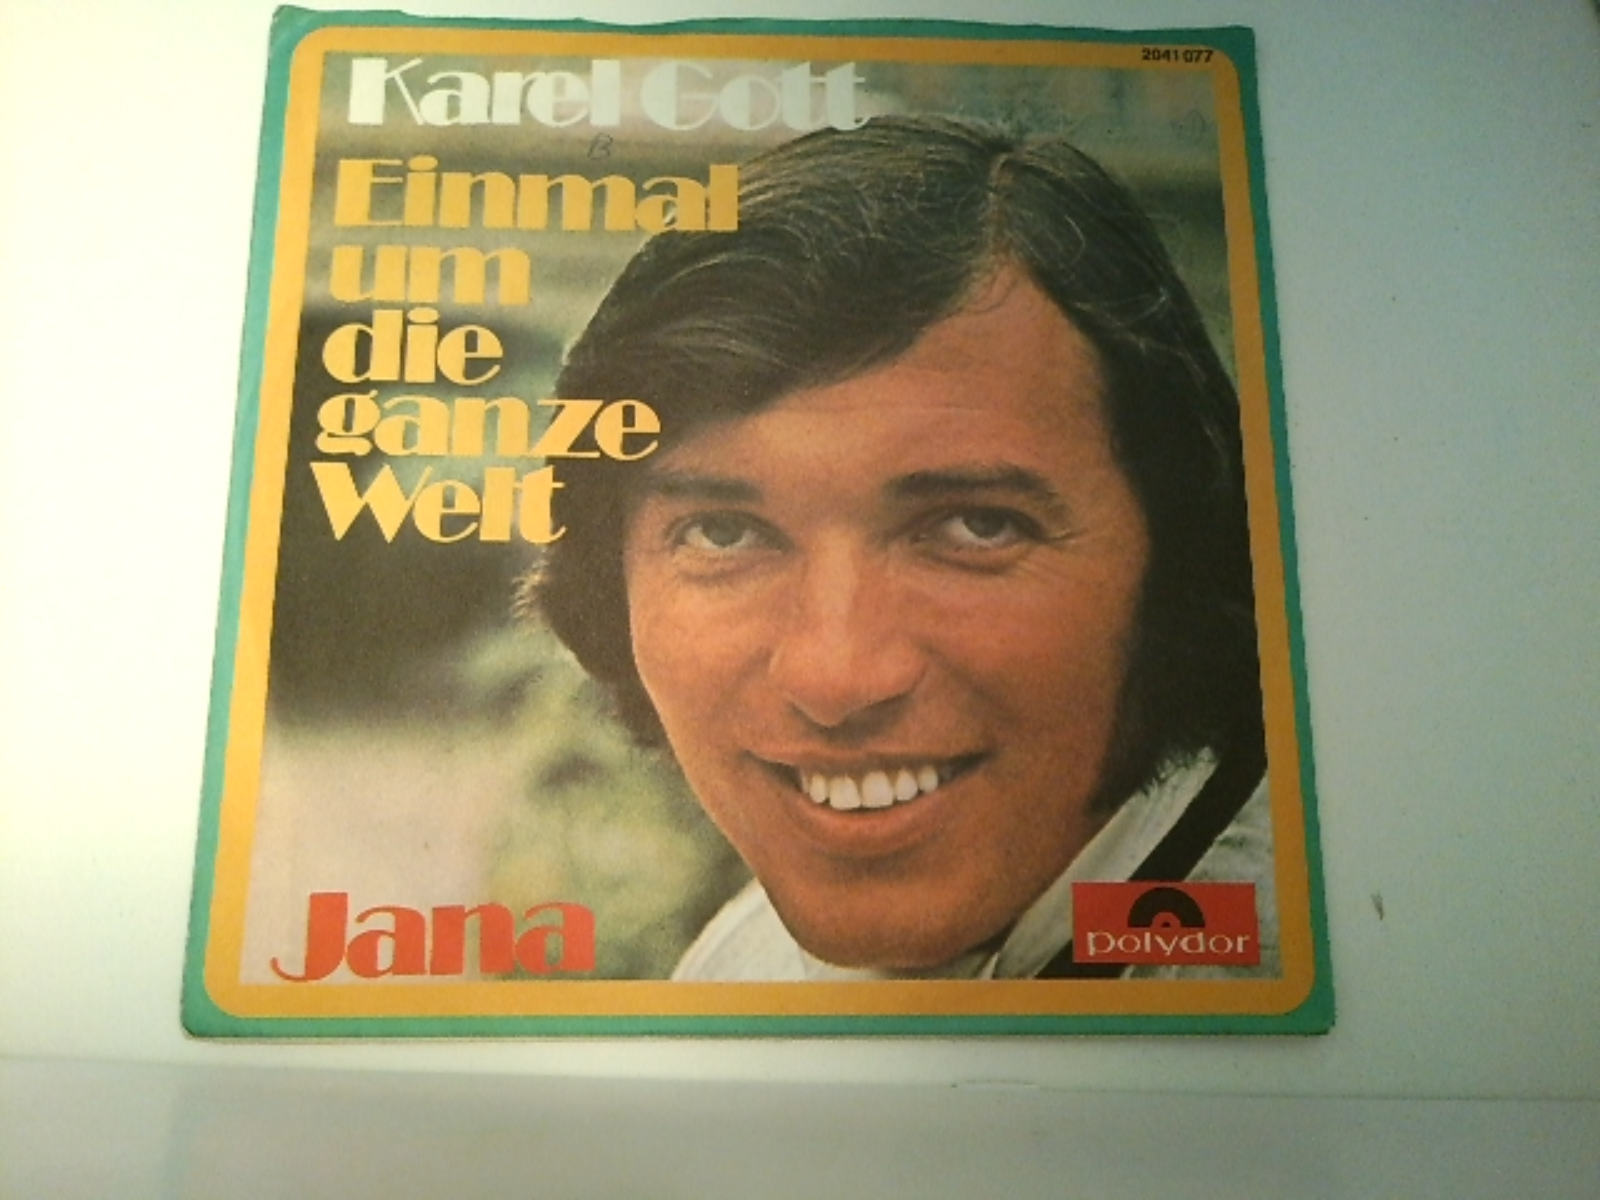 2041 077
Karel Gott
B
Einmal
um
die
ganze
Welt
Jana
polydor